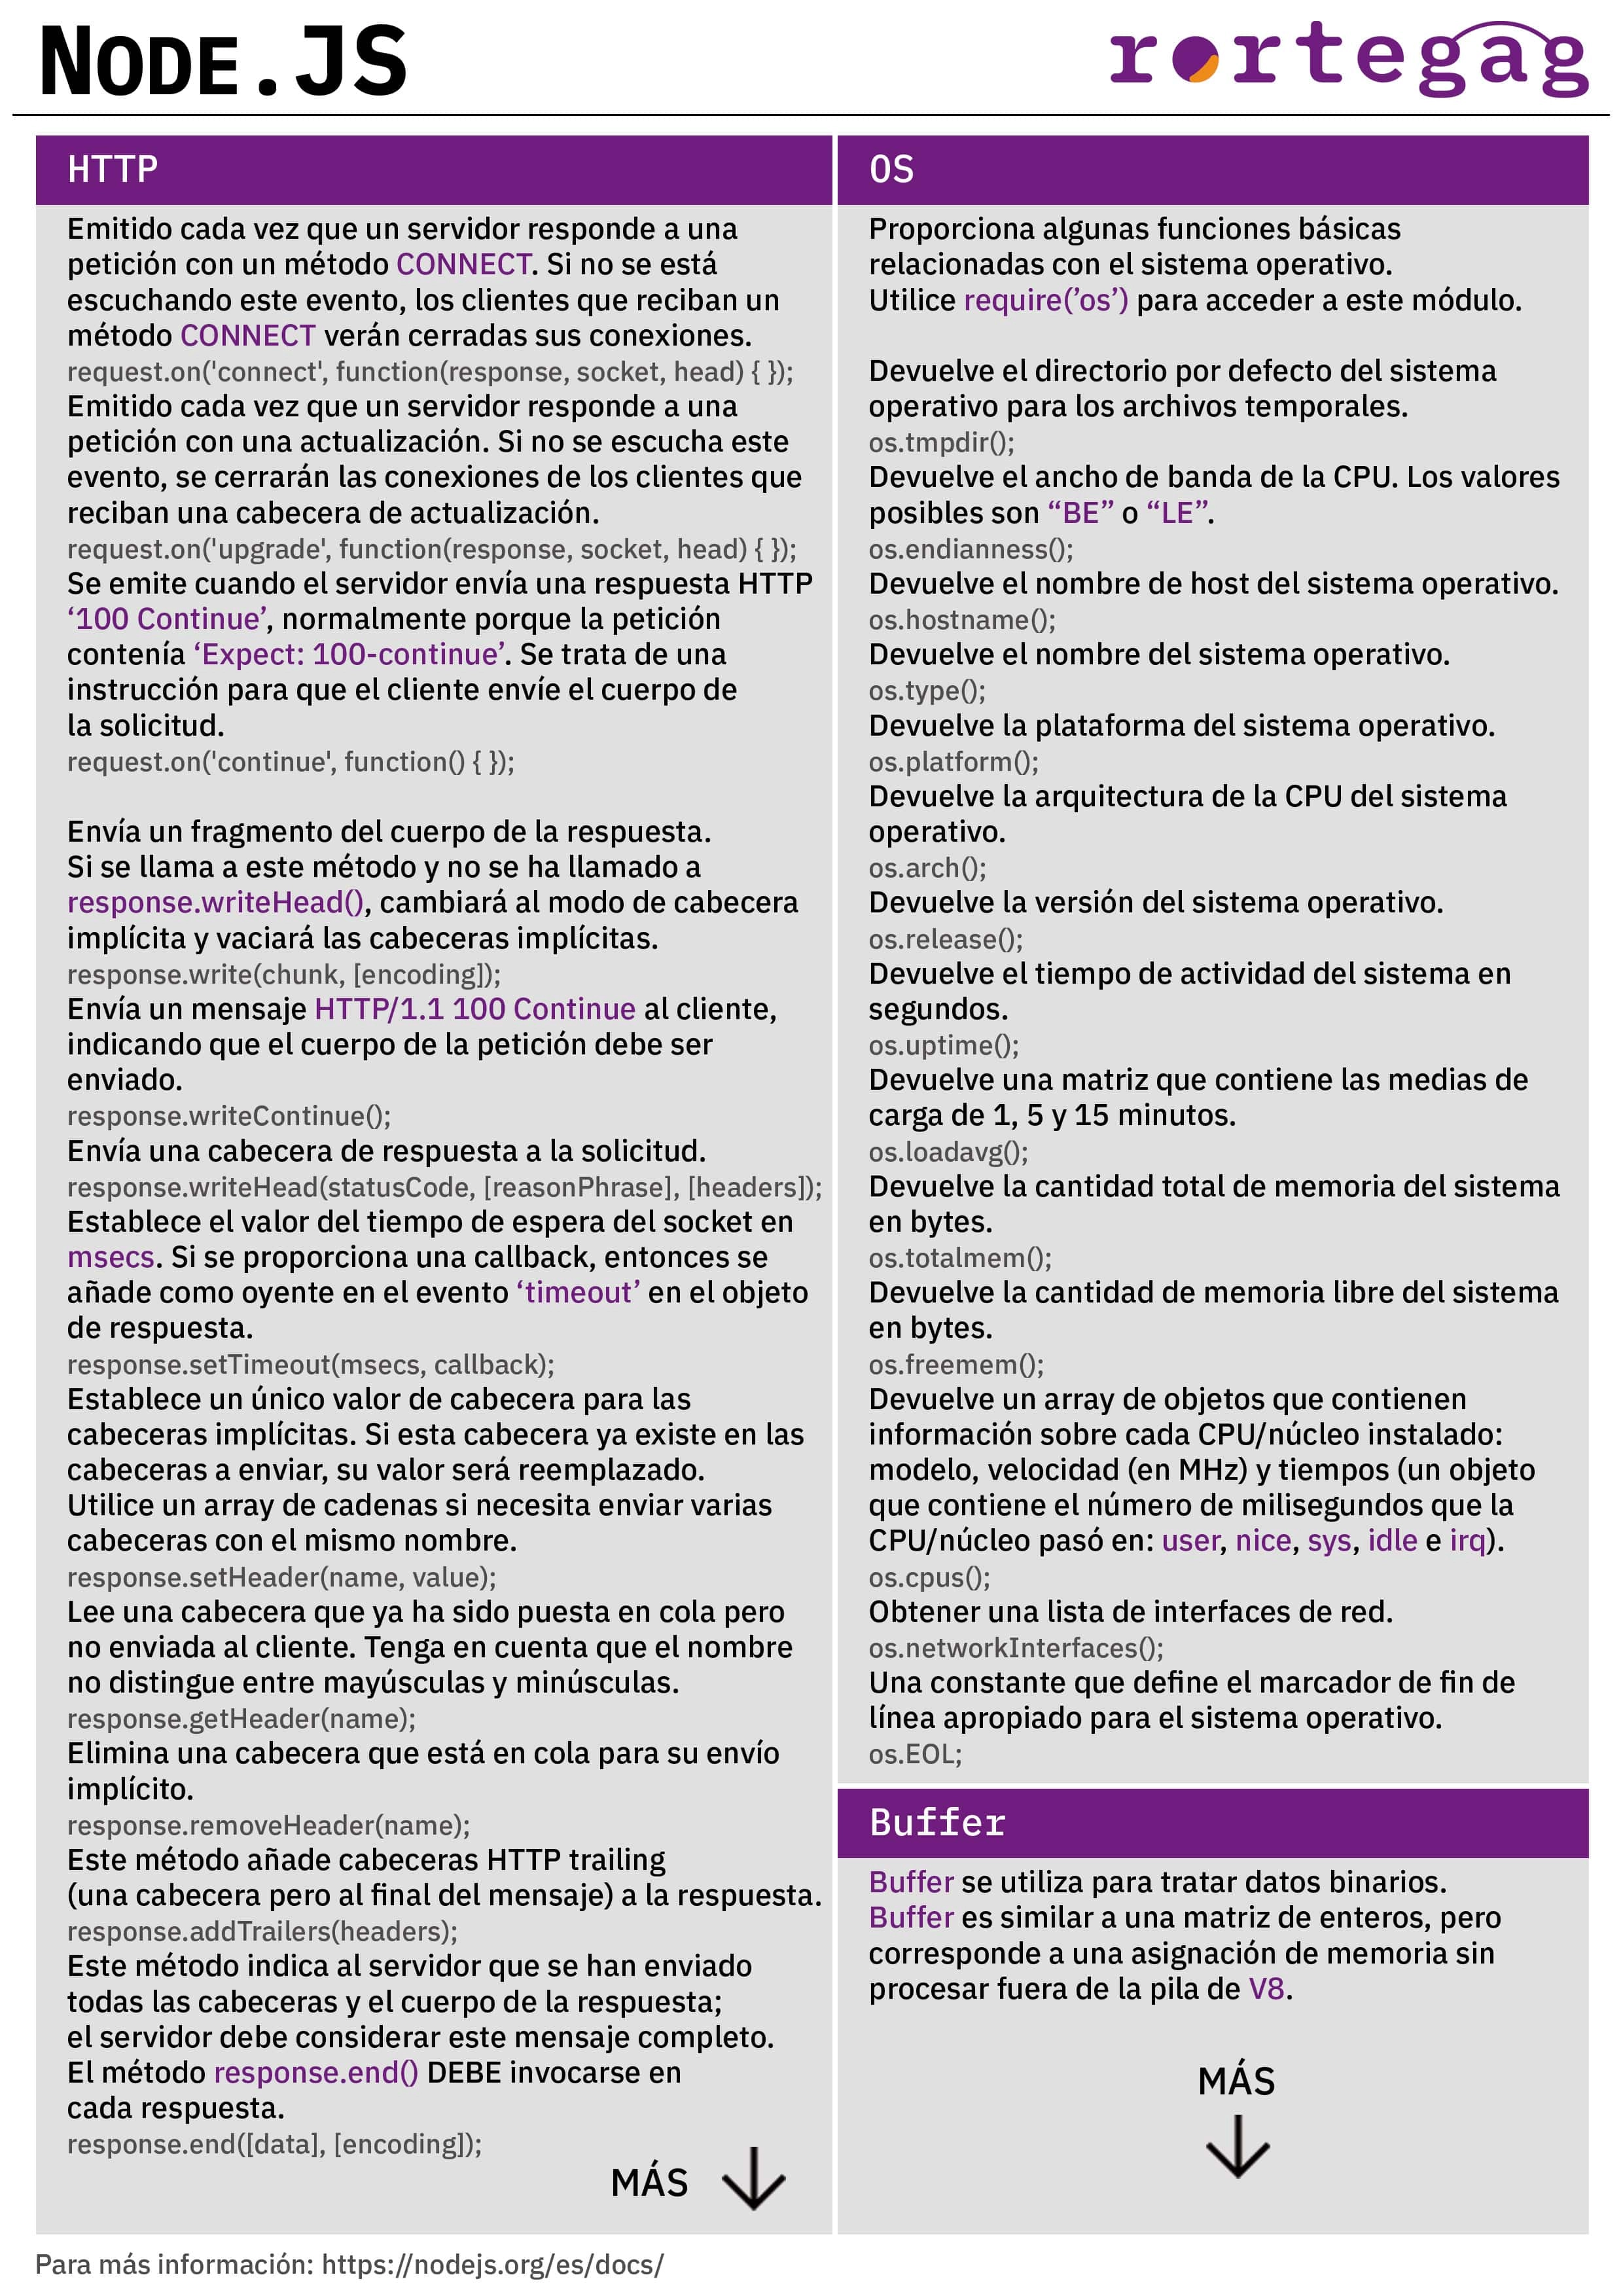 NODE.JS
rortegag
HTTP
Emitido cada vez que un servidor responde a una
petición con un método CONNECT. Si no se está
escuchando este evento, los clientes que reciban un
método CONNECT verán cerradas sus conexiones.
request.on('connect', function(response, socket, head) { });
Emitido cada vez que un servidor responde a una
petición con una actualización. Si no se escucha este
evento, se cerrarán las conexiones de los clientes que
reciban una cabecera de actualización.
request.on('upgrade', function(response, socket, head) { });
Se emite cuando el servidor envía una respuesta HTTP
‘100 Continue’, normalmente porque la petición
contenía ‘Expect: 100-continue’. Se trata de una
instrucción para que el cliente envíe el cuerpo de
la solicitud.
request.on('continue', function() { });
Envía un fragmento del cuerpo de la respuesta.
Si se llama a este método y no se ha llamado a
response.writeHead(), cambiará al modo de cabecera
implícita y vaciará las cabeceras implícitas.
response.write(chunk, [encoding]);
Envía un mensaje HTTP/1.1 100 Continue al cliente,
indicando que el cuerpo de la petición debe ser
enviado.
response.writeContinue();
Envía una cabecera de respuesta a la solicitud.
response.writeHead(statusCode, [reasonPhrase], [headers]);
Establece el valor del tiempo de espera del socket en
msecs. Si se proporciona una callback, entonces se
añade como oyente en el evento ‘timeout’ en el objeto
de respuesta.
response.setTimeout(msecs, callback);
Establece un único valor de cabecera para las
cabeceras implícitas. Si esta cabecera ya existe en las
cabeceras a enviar, su valor será reemplazado.
Utilice un array de cadenas si necesita enviar varias
cabeceras con el mismo nombre.
response.setHeader(name, value);
Lee una cabecera que ya ha sido puesta en cola pero
no enviada al cliente. Tenga en cuenta que el nombre
no distingue entre mayúsculas y minúsculas.
response.getHeader(name);
Elimina una cabecera que está en cola para su envío
implícito.
response.removeHeader(name);
Este método añade cabeceras HTTP trailing
(una cabecera pero al final del mensaje) a la respuesta.
response.addTrailers(headers);
Este método indica al servidor que se han enviado
todas las cabeceras y el cuerpo de la respuesta;
el servidor debe considerar este mensaje completo.
El método response.end() DEBE invocarse en
cada respuesta.
response.end([data], [encoding]);
MÁS
OS
Proporciona algunas funciones básicas
relacionadas con el sistema operativo.
Utilice require(’os’) para acceder a este módulo.
Devuelve el directorio por defecto del sistema
operativo para los archivos temporales.
os.tmpdir();
Devuelve el ancho de banda de la CPU. Los valores
posibles son “BE” o “LE”.
os.endianness();
Devuelve el nombre de host del sistema operativo.
os.hostname();
Devuelve el nombre del sistema operativo.
os.type();
Devuelve la plataforma del sistema operativo.
os.platform();
Devuelve la arquitectura de la CPU del sistema
operativo.
os.arch();
Devuelve la versión del sistema operativo.
os.release();
Devuelve el tiempo de actividad del sistema en
segundos.
os.uptime();
Devuelve una matriz que contiene las medias de
carga de 1, 5 y 15 minutos.
os.loadavg();
Devuelve la cantidad total de memoria del sistema
en bytes.
os.totalmem();
Devuelve la cantidad de memoria libre del sistema
en bytes.
os.freemem();
Devuelve un array de objetos que contienen
información sobre cada CPU/núcleo instalado:
modelo, velocidad (en MHz) y tiempos (un objeto
que contiene el número de milisegundos que la
CPU/núcleo pasó en: user, nice, sys, idle e irq).
os.cpus();
Obtener una lista de interfaces de red.
os.networkInterfaces();
Una constante que define el marcador de fin de
línea apropiado para el sistema operativo.
os.EOL;
Buffer
Buffer se utiliza para tratar datos binarios.
Buffer es similar a una matriz de enteros, pero
corresponde a una asignación de memoria sin
procesar fuera de la pila de V8.
MÁS
Para más información: https://nodejs.org/es/docs/